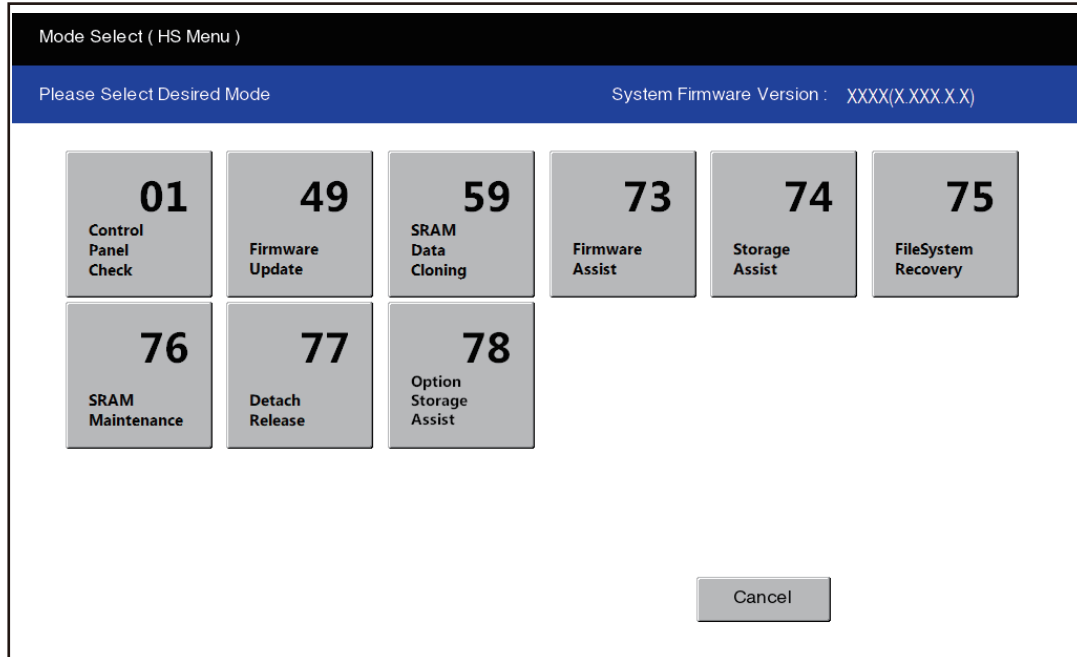 Mode Select ( HS Menu )
Please Select Desired Mode
System Firmware Version : XXXX(X.XXX.X.X)
01
Control
Panel
Check
49
Firmware
Update
59
SRAM
Data
Cloning
73
Firmware
Assist
74
Storage
Assist
75
FileSystem
Recovery
76
SRAM
Maintenance
77
Detach
Release
78
Option
Storage
Assist
Cancel